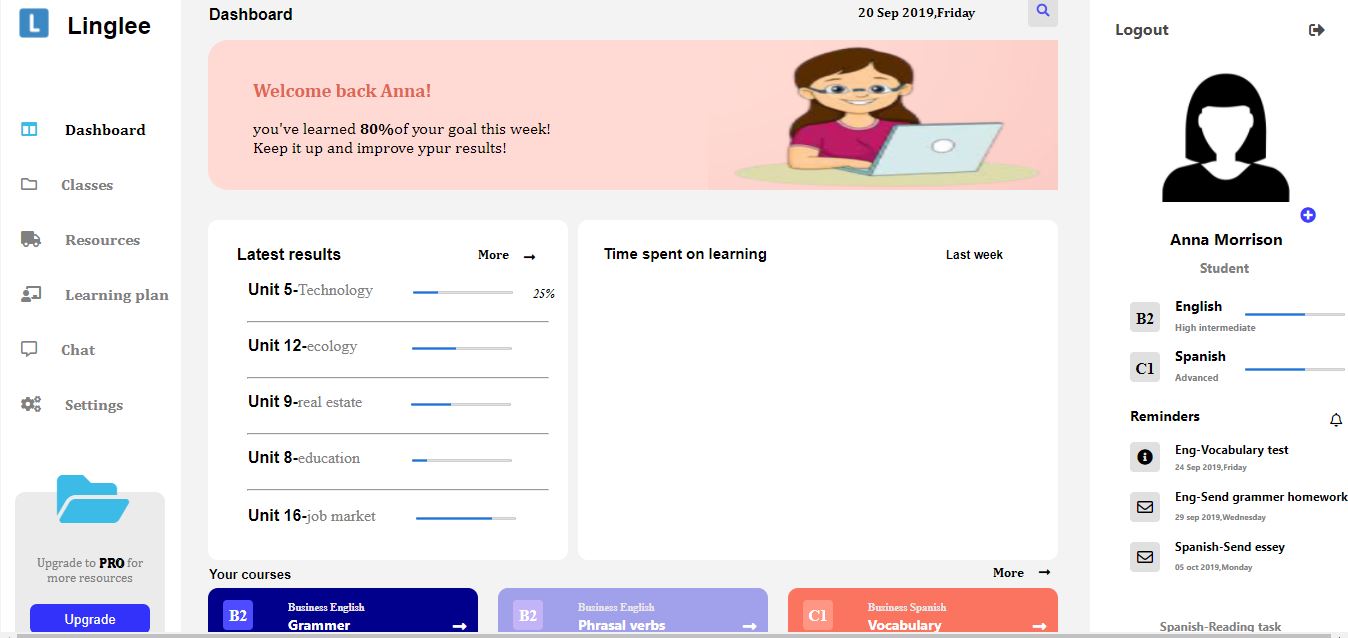 L Linglee
Dashboard
Classes
Resources
Learning plan
Chat
Settings
Upgrade to PRO for
more resources
Upgrade
Dashboard
20 Sep 2019,Friday
Welcome back Anna!
you've learned 80%of your goal this week!
Keep it up and improve ypur results!
Latest results
More
Unit 5-Technology
25%
Unit 12-ecology
Unit 9-real estate
Unit 8-education
Unit 16-job market
Time spent on learning
Last week
Your courses
More
B2
Business English
Grammer
B2
Business English
Phrasal verbs
C1
Business Spanish
Vocabulary
Logout
Anna Morrison
Student
B2
English
High intermediate
C1
Spanish
Advanced
Reminders
Eng-Vocabulary test
24 Sep 2019,Friday
Eng-Send grammer homework
29 sep 2019,Wednesday
Spanish-Send essey
05 oct 2019,Monday
Spanish-Reading task